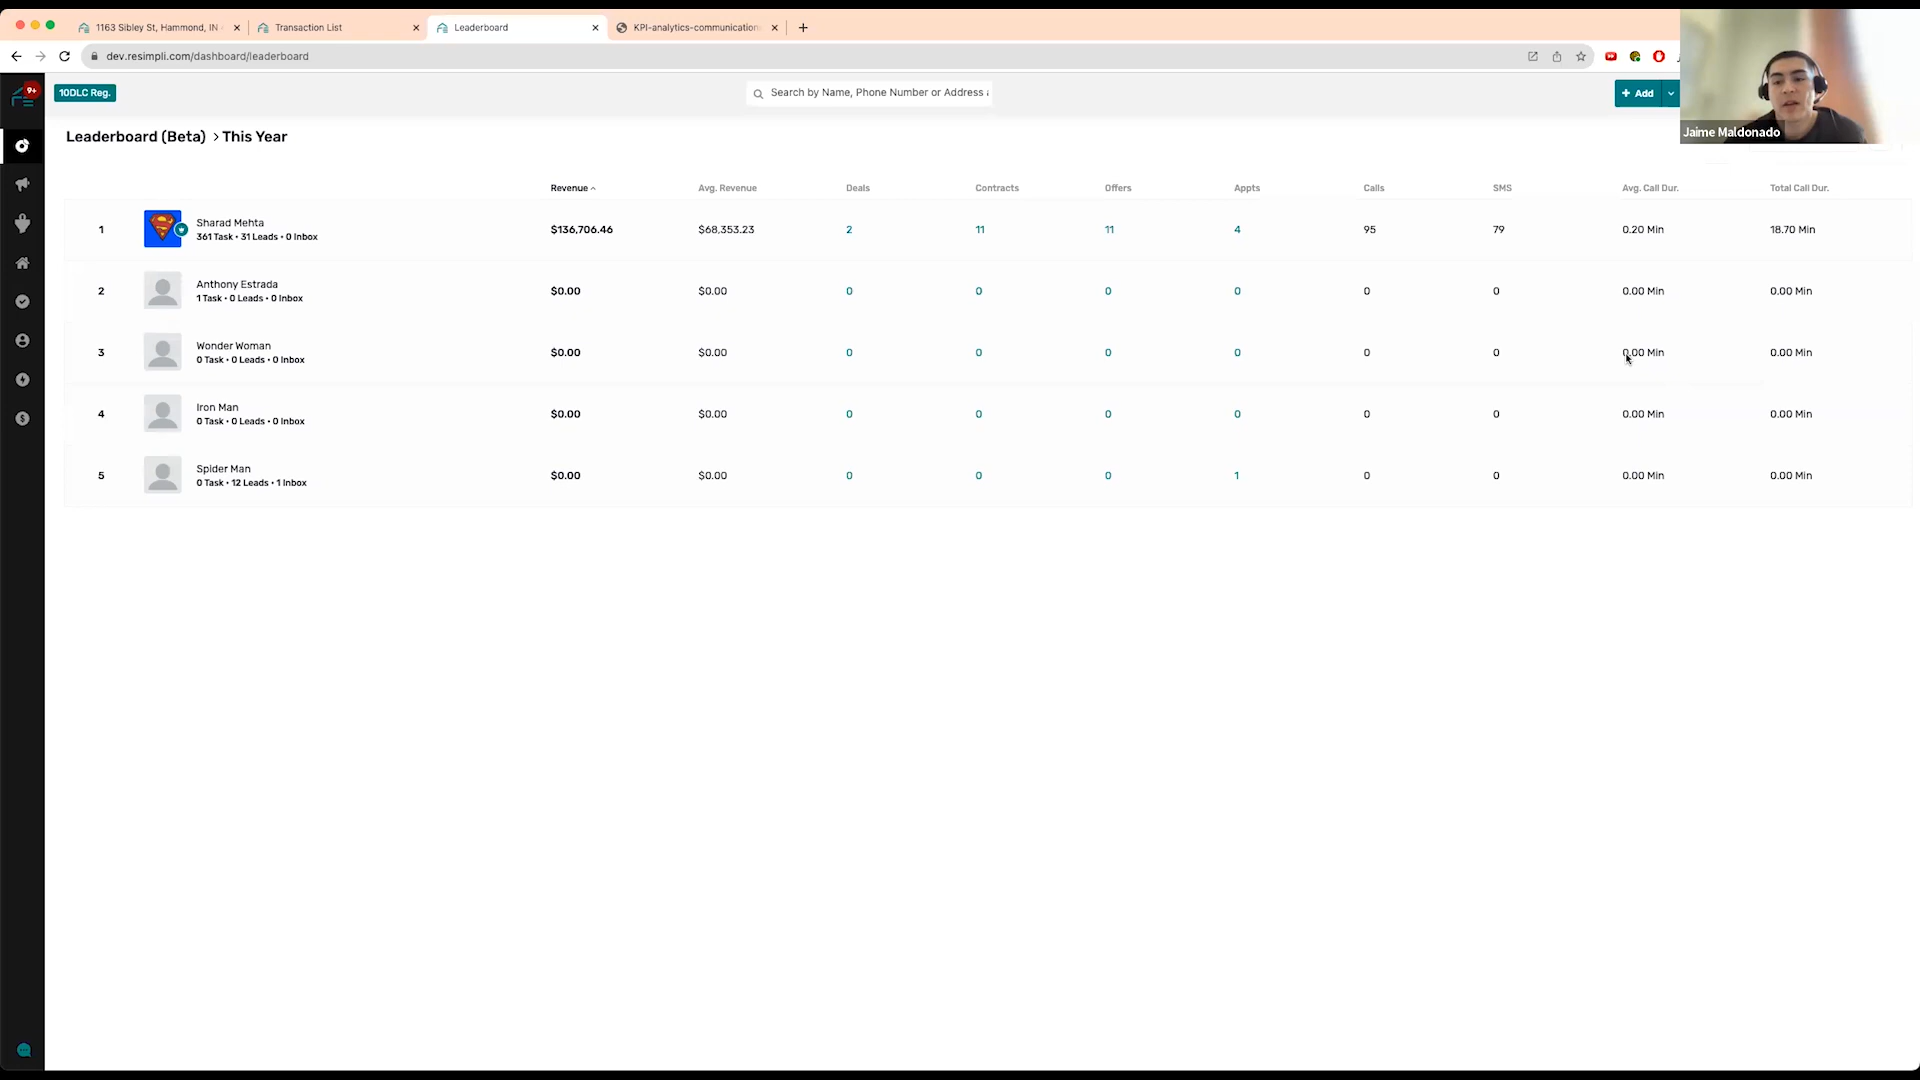 1163 Sibley St, Hammond, IN
Transaction List
Leaderboard
KPI-analytics-communication
dev.resimpli.com/dashboard/leaderboard
9+
10DLC Reg.
Search by Name, Phone Number or Address
+ Add
Jaime Maldonado
Leaderboard (Beta) > This Year
Revenue Avg. Revenue Deals Contracts Offers Appts Calls SMS Avg. Call Dur. Total Call Dur.
1 Sharad Mehta $136,706.46 $68,353.23 2 11 11 4 95 79 0.20 Min 18.70 Min
361 Task • 31 Leads • 0 Inbox
2 Anthony Estrada $0.00 $0.00 0 0 0 0 0 0 0.00 Min 0.00 Min
1 Task • 0 Leads • 0 Inbox
3 Wonder Woman $0.00 $0.00 0 0 0 0 0 0 0.00 Min 0.00 Min
0 Task • 0 Leads • 0 Inbox
4 Iron Man $0.00 $0.00 0 0 0 0 0 0 0.00 Min 0.00 Min
0 Task • 0 Leads • 0 Inbox
5 Spider Man $0.00 $0.00 0 0 0 1 0 0 0.00 Min 0.00 Min
0 Task • 12 Leads • 1 Inbox